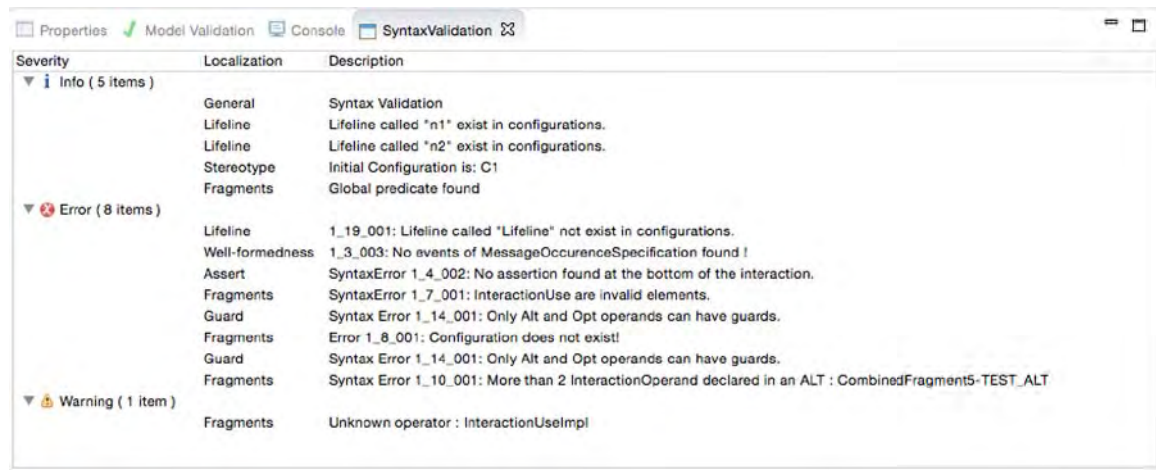 Properties Model Validation Console SyntaxValidation
Severity Localization Description
i Info ( 5 items )
General Syntax Validation
Lifeline Lifeline called "n1" exist in configurations.
Lifeline Lifeline called "n2" exist in configurations.
Stereotype Initial Configuration is: C1
Fragments Global predicate found
Error ( 8 items )
Lifeline 1_19_001: Lifeline called "Lifeline" not exist in configurations.
Well-formedness 1_3_003: No events of MessageOccurenceSpecification found !
Assert SyntaxError 1_4_002: No assertion found at the bottom of the interaction.
Fragments SyntaxError 1_7_001: InteractionUse are invalid elements.
Guard Syntax Error 1_14_001: Only Alt and Opt operands can have guards.
Fragments Error 1_8_001: Configuration does not exist!
Guard Syntax Error 1_14_001: Only Alt and Opt operands can have guards.
Fragments Syntax Error 1_10_001: More than 2 InteractionOperand declared in an ALT : CombinedFragment5-TEST_ALT
Warning ( 1 item )
Fragments Unknown operator : InteractionUseImpl